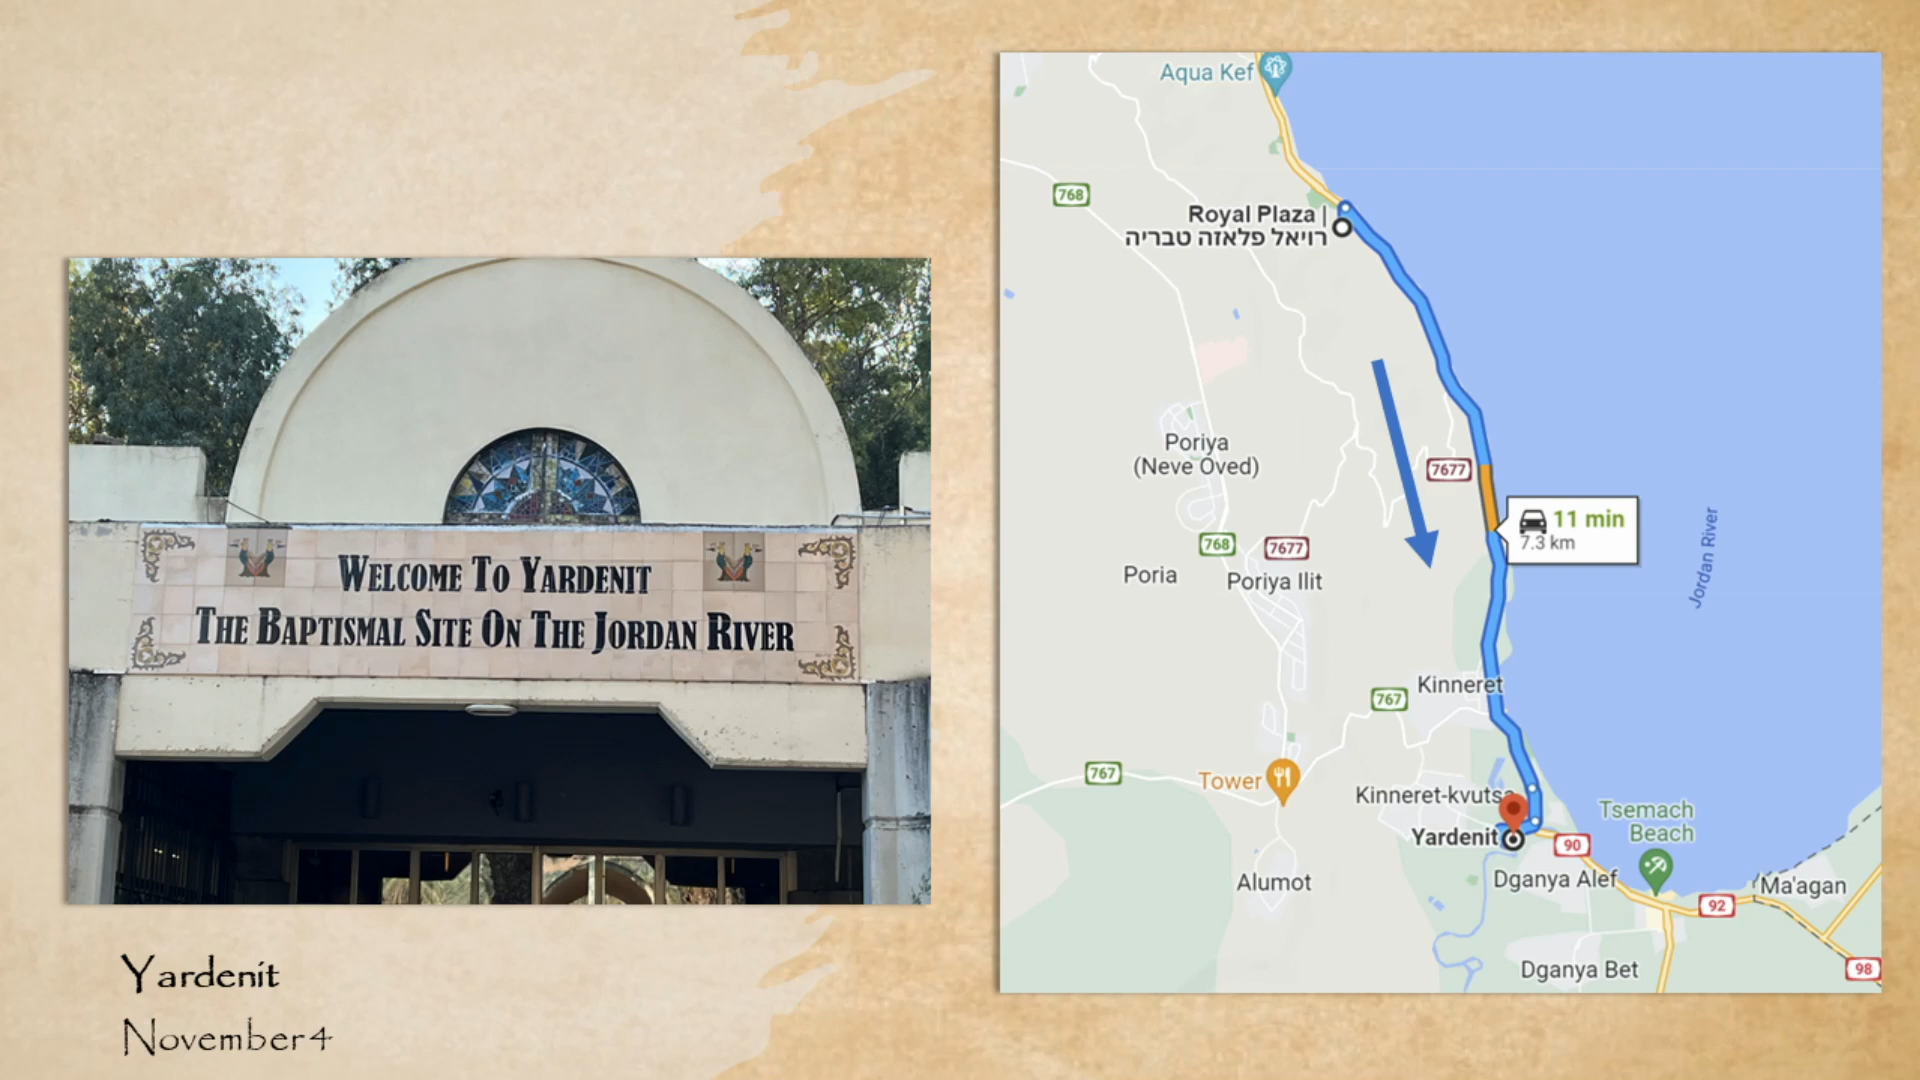 Welcome To Yardenit
The Baptismal Site On The Jordan River
Yardenit
November 4
Aqua Kef
768
Royal Plaza |
רויאל פלאזה טבריה
Poriya
(Neve Oved)
7677
11 min
7.3 km
Jordan River
768
7677
Poria
Poriya Ilit
Kinneret
767
767
Tower
Kinneret-kvutsa
Tsemach
Beach
Yardenit
90
Alumot
Dganya Alef
Ma'agan
92
Dganya Bet
98